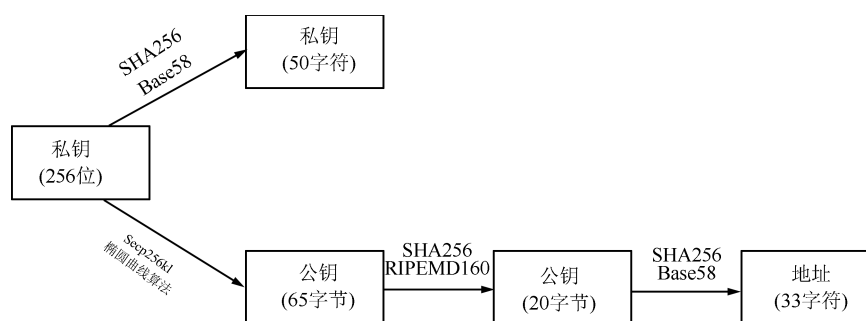 私钥
(50字符)
SHA256
Base58
私钥
(256位)
Secp256kl
椭圆曲线算法
公钥
(65字节)
SHA256
RIPEMD160
公钥
(20字节)
SHA256
Base58
地址
(33字符)